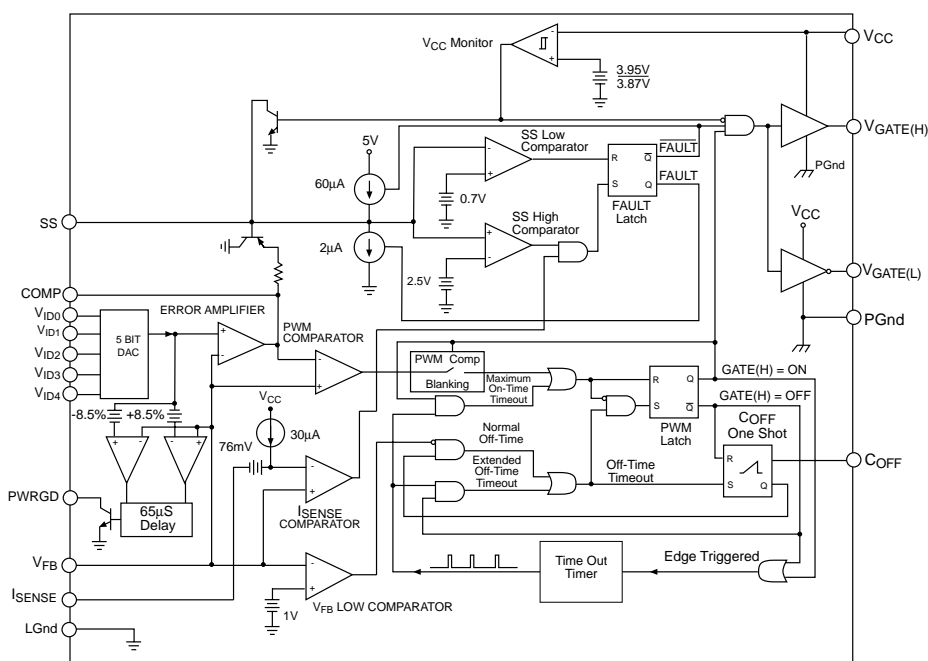 VCC Monitor
VCC
3.95V
3.87V
VGATE(H)
5V
SS Low
Comparator
R
Q
FAULT
PGnd
60μA
S
Q
FAULT
0.7V
FAULT
Latch
VCC
SS
SS High
Comparator
2μA
2.5V
VGATE(L)
COMP
PGnd
VID0
VID1
VID2
VID3
VID4
5 BIT
DAC
ERROR AMPLIFIER
PWM
COMPARATOR
PWM Comp
Blanking
Maximum
On-Time
Timeout
R
Q
S
Q
PWM
Latch
GATE(H) = ON
GATE(H) = OFF
-8.5%
+8.5%
VCC
30μA
76mV
Normal
Off-Time
Extended
Off-Time
Timeout
Off-Time
Timeout
COFF
One Shot
R
S
Q
COFF
PWRGD
65μS
Delay
ISENSE
COMPARATOR
VFB
Time Out
Timer
Edge Triggered
ISENSE
1V
VFB LOW COMPARATOR
LGnd